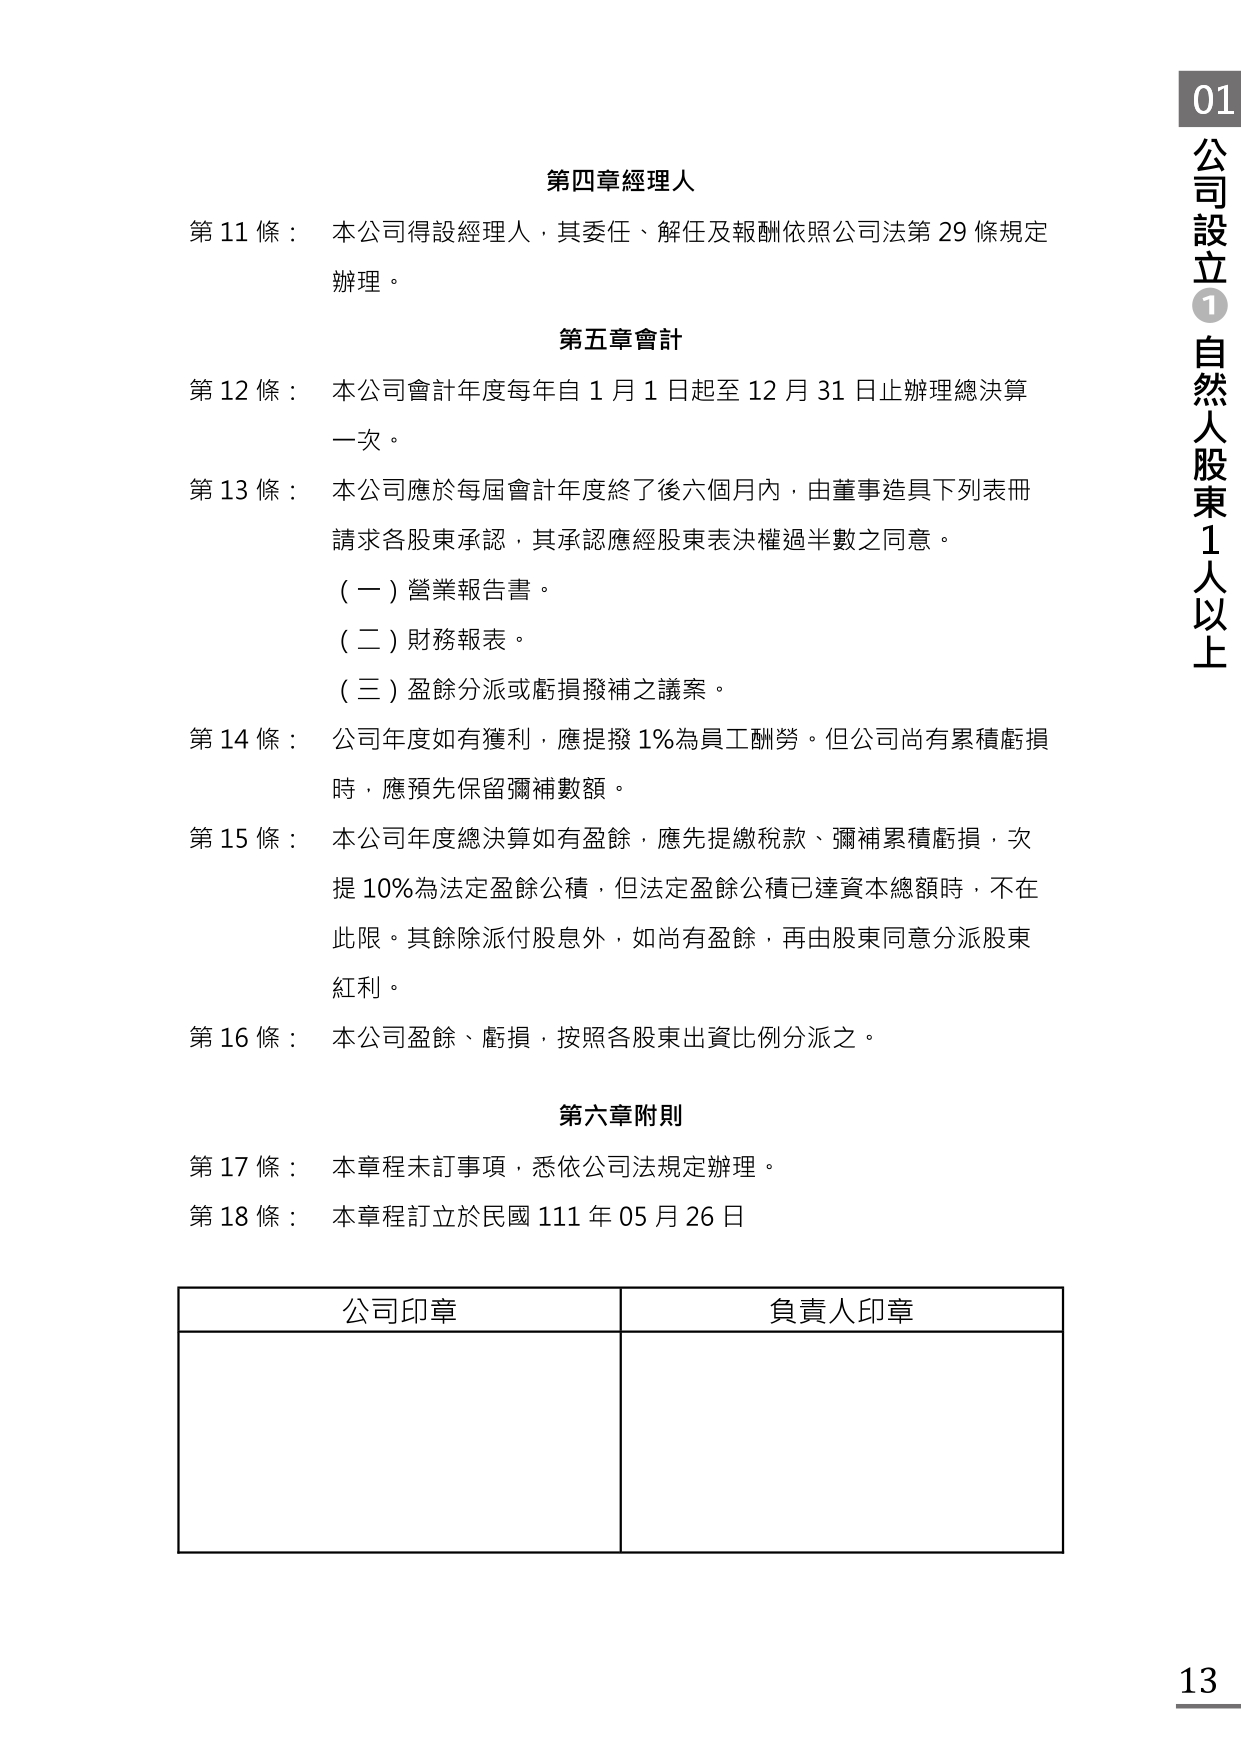 第四章經理人
第 11 條： 本公司得設經理人，其委任、解任及報酬依照公司法第 29 條規定
辦理。
第五章會計
第 12 條： 本公司會計年度每年自 1 月 1 日起至 12 月 31 日止辦理總決算
一次。
第 13 條： 本公司應於每屆會計年度終了後六個月內，由董事造具下列表冊
請求各股東承認，其承認應經股東表決權過半數之同意。
（一）營業報告書。
（二）財務報表。
（三）盈餘分派或虧損撥補之議案。
第 14 條： 公司年度如有獲利，應提撥 1%為員工酬勞。但公司尚有累積虧損
時，應預先保留彌補數額。
第 15 條： 本公司年度總決算如有盈餘，應先提繳稅款、彌補累積虧損，次
提 10%為法定盈餘公積，但法定盈餘公積已達資本總額時，不在
此限。其餘除派付股息外，如尚有盈餘，再由股東同意分派股東
紅利。
第 16 條： 本公司盈餘、虧損，按照各股東出資比例分派之。
第六章附則
第 17 條： 本章程未訂事項，悉依公司法規定辦理。
第 18 條： 本章程訂立於民國 111 年 05 月 26 日
公司印章 負責人印章
01
公司設立❶自然人股東1人以上
13